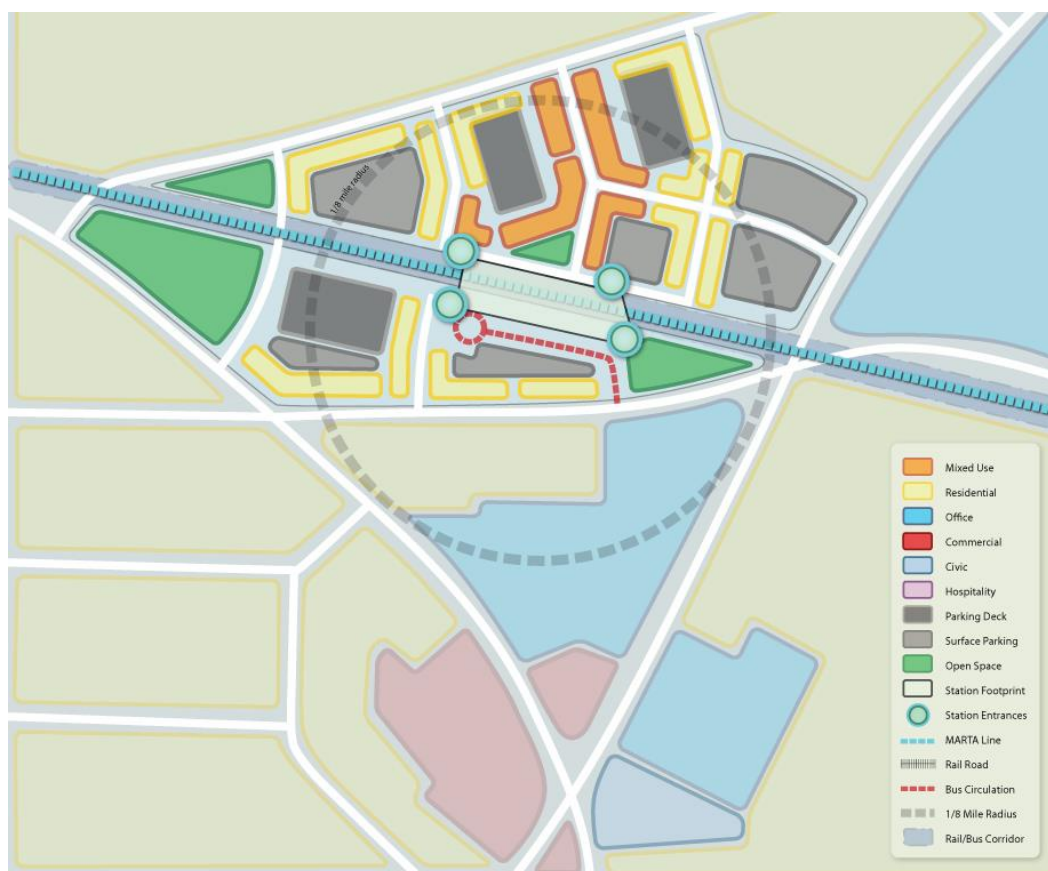 1/8 mile radius
Mixed Use
Residential
Office
Commercial
Civic
Hospitality
Parking Deck
Surface Parking
Open Space
Station Footprint
Station Entrances
MARTA Line
Rail Road
Bus Circulation
1/8 Mile Radius
Rail/Bus Corridor